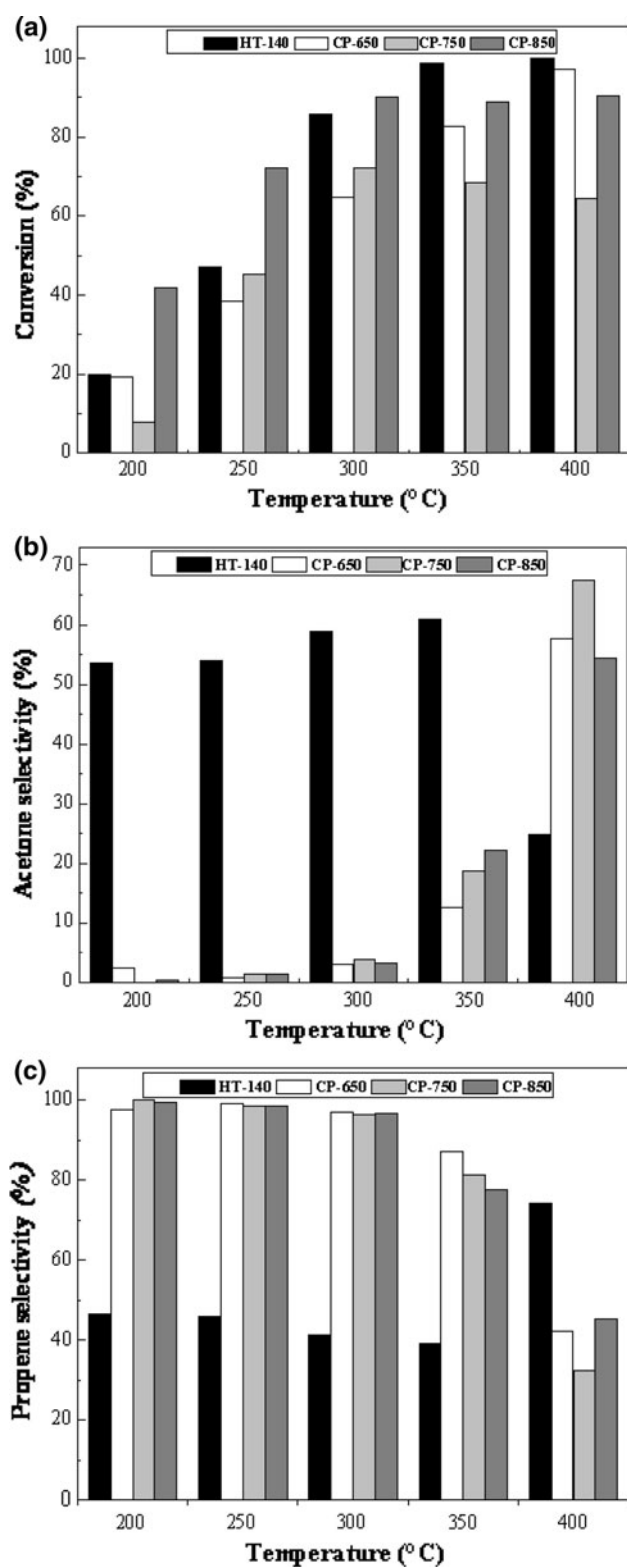 (a)
HT-140 CP-650 CP-750 CP-850
100
80
60
40
20
0
Conversion (%)
200 250 300 350 400
Temperature (° C)
(b)
HT-140 CP-650 CP-750 CP-850
70
60
50
40
30
20
10
0
Acetone selectivity (%)
200 250 300 350 400
Temperature (° C)
(c)
HT-140 CP-650 CP-750 CP-850
100
80
60
40
20
0
Propene selectivity (%)
200 250 300 350 400
Temperature (° C)